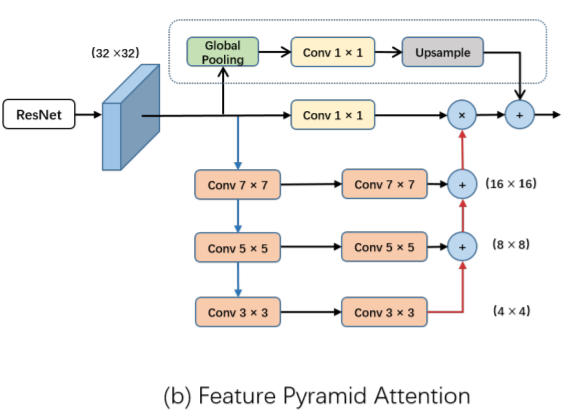 Global
Pooling
Conv 1 × 1
Upsample
(32 ×32)
ResNet
Conv 1 × 1
×
+
Conv 7 × 7
Conv 7 × 7
+
(16 × 16)
Conv 5 × 5
Conv 5 × 5
+
(8 × 8)
Conv 3 × 3
Conv 3 × 3
(4 × 4)
(b) Feature Pyramid Attention